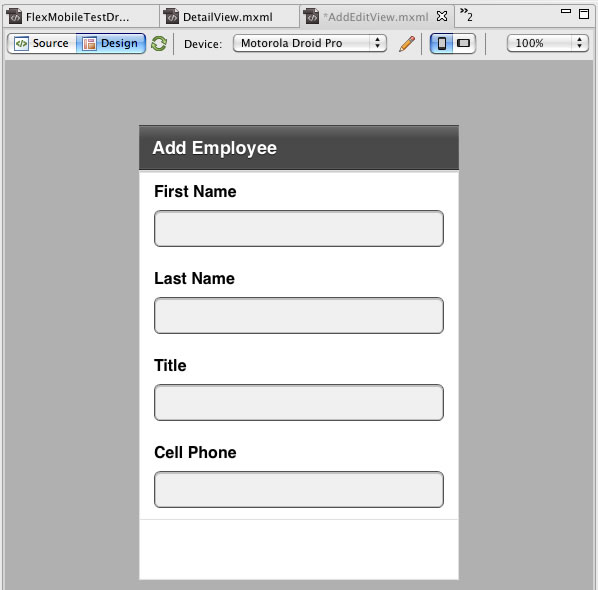 FlexMobileTestDr... DetailView.mxml *AddEditView.mxml »2
Source Design Device: Motorola Droid Pro 100%
Add Employee
First Name
Last Name
Title
Cell Phone